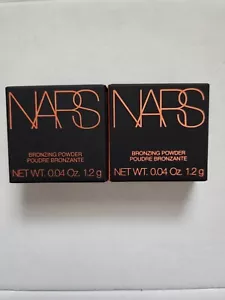 NARS
BRONZING POWDER
POUDRE BRONZANTE
NET WT. 0.04 Oz. 1.2 g
NARS
BRONZING POWDER
POUDRE BRONZANTE
NET WT. 0.04 Oz. 1.2 g